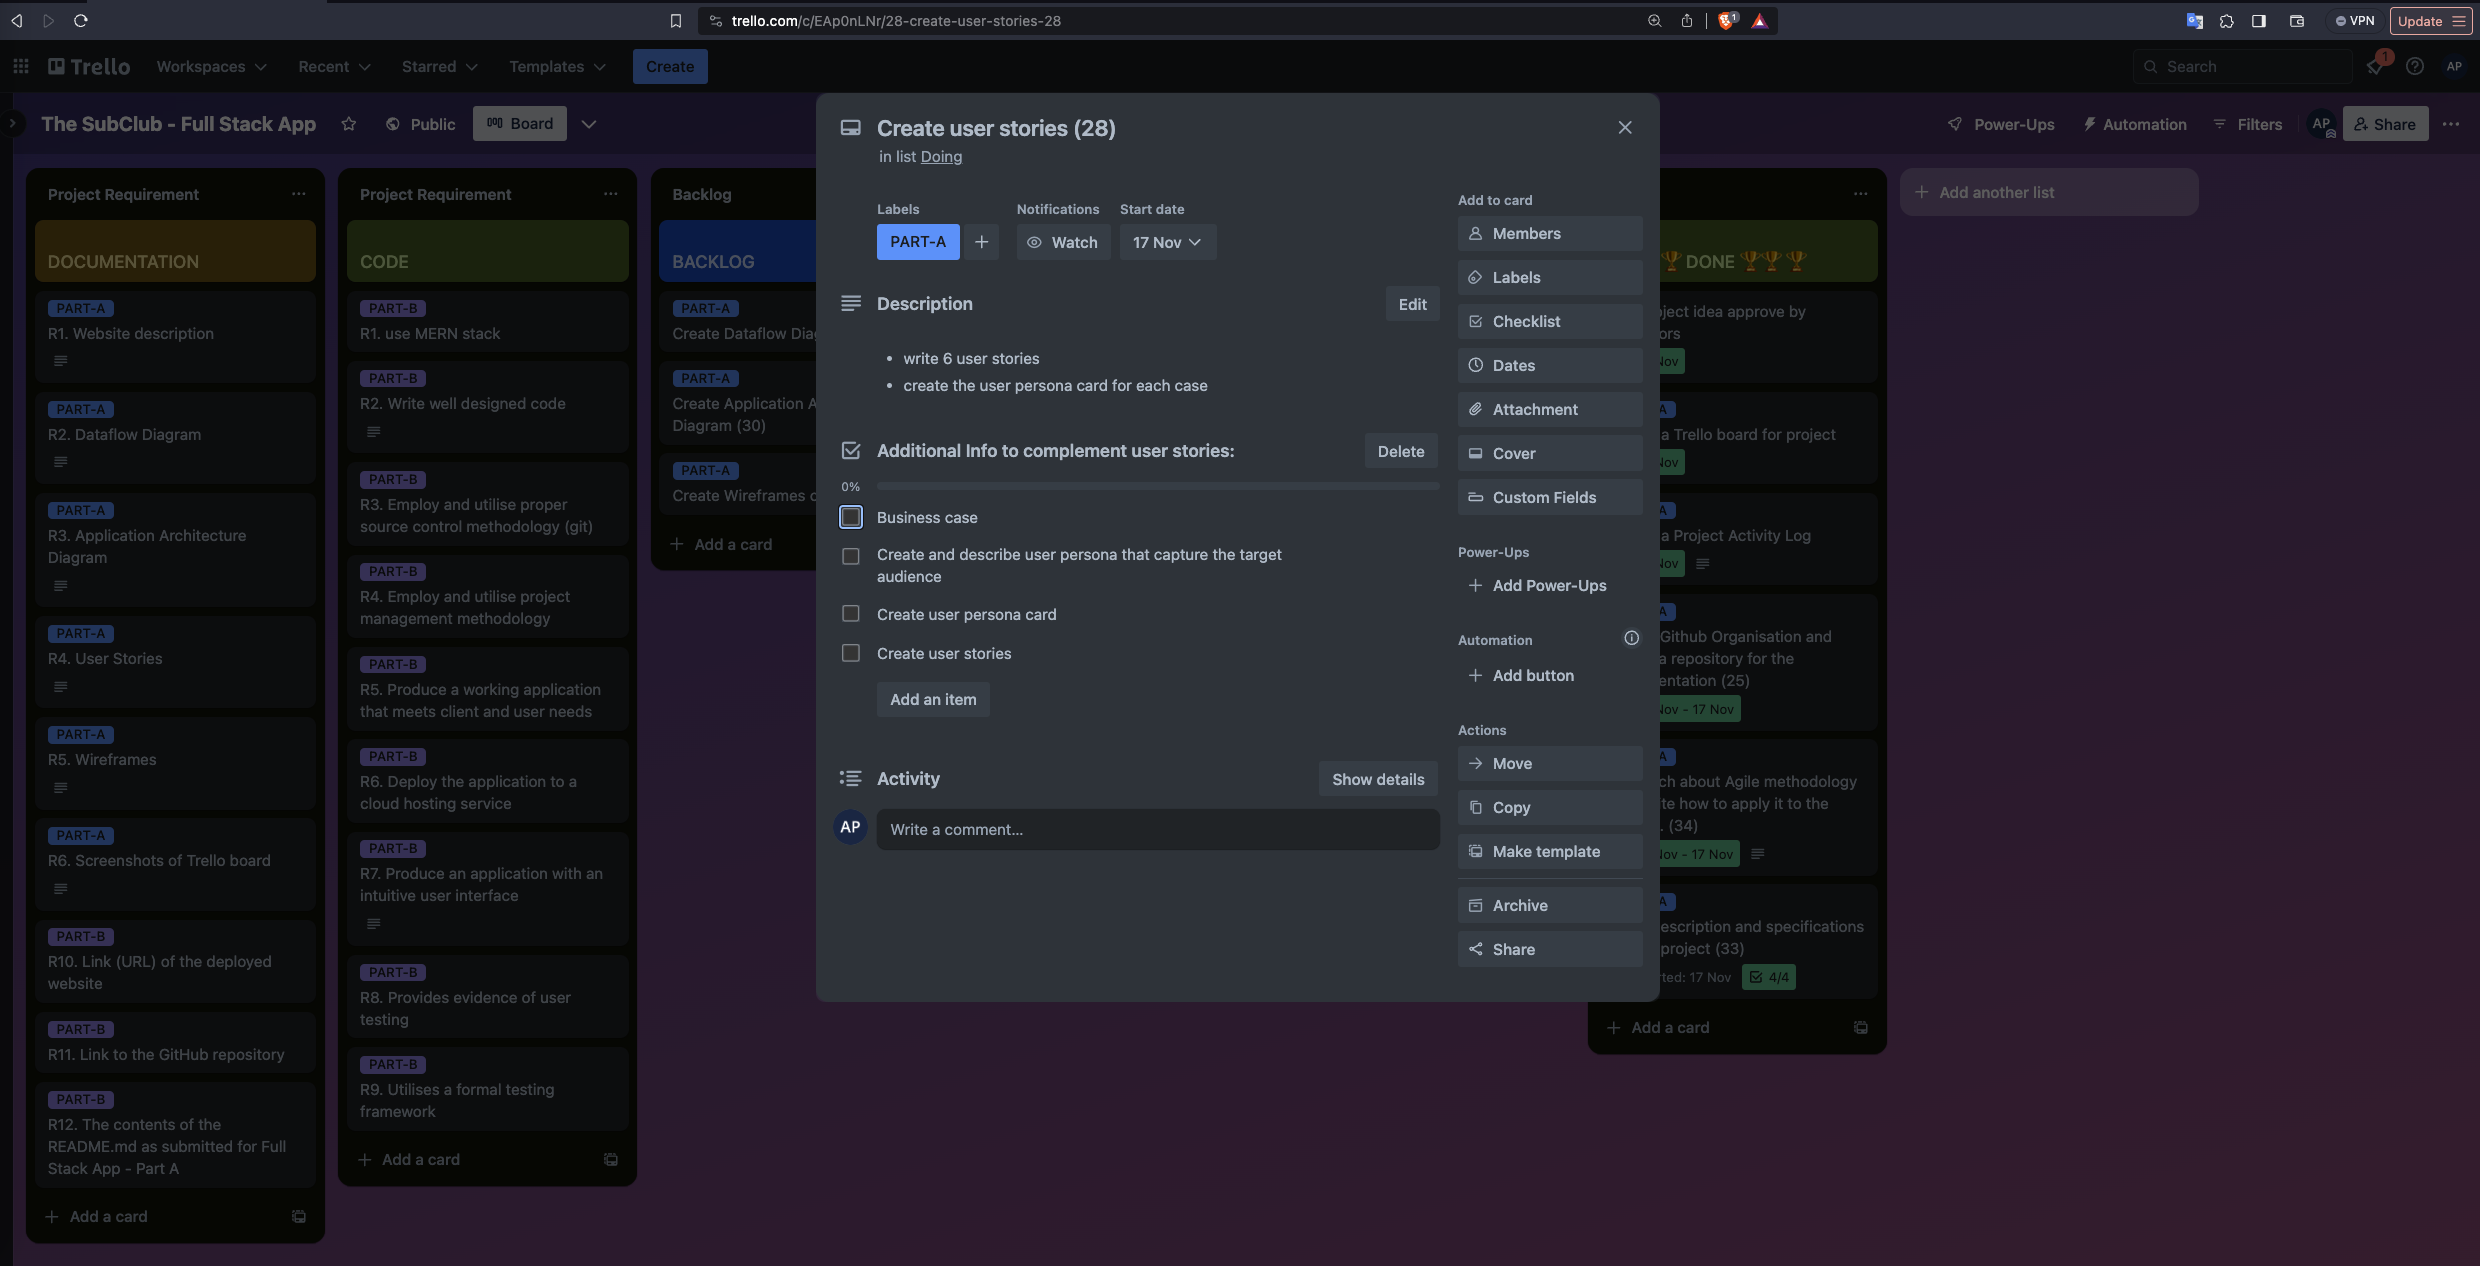 trello.com/c/EAp0nLNr/28-create-user-stories-28
1
VPN
Update
Trello
Workspaces
Recent
Starred
Templates
Create
Search
1
AP
The SubClub - Full Stack App
Public
Board
Power-Ups
Automation
Filters
AP
Share
Project Requirement
DOCUMENTATION
PART-A
R1. Website description
PART-A
R2. Dataflow Diagram
PART-A
R3. Application Architecture
Diagram
PART-A
R4. User Stories
PART-A
R5. Wireframes
PART-A
R6. Screenshots of Trello board
PART-B
R10. Link (URL) of the deployed
website
PART-B
R11. Link to the GitHub repository
PART-B
R12. The contents of the
README.md as submitted for Full
Stack App - Part A
Add a card
Project Requirement
CODE
PART-B
R1. use MERN stack
PART-B
R2. Write well designed code
PART-B
R3. Employ and utilise proper
source control methodology (git)
PART-B
R4. Employ and utilise project
management methodology
PART-B
R5. Produce a working application
that meets client and user needs
PART-B
R6. Deploy the application to a
cloud hosting service
PART-B
R7. Produce an application with an
intuitive user interface
PART-B
R8. Provides evidence of user
testing
PART-B
R9. Utilises a formal testing
framework
Add a card
Backlog
BACKLOG
PART-A
Create Dataflow Dia
PART-A
Create Application A
Diagram (30)
PART-A
Create Wireframes
Add a card
Create user stories (28)
in list Doing
Labels
PART-A
Notifications
Watch
Start date
17 Nov
Description
Edit
write 6 user stories
create the user persona card for each case
Additional Info to complement user stories:
Delete
0%
Business case
Create and describe user persona that capture the target
audience
Create user persona card
Create user stories
Add an item
Activity
Show details
AP
Write a comment...
Add to card
Members
Labels
Checklist
Dates
Attachment
Cover
Custom Fields
Power-Ups
Add Power-Ups
Automation
Add button
Actions
Move
Copy
Make template
Archive
Share
DONE
ject idea approve by
ors
Nov
A
a Trello board for project
Nov
A
a Project Activity Log
Nov
A
Github Organisation and
a repository for the
entation (25)
Nov - 17 Nov
A
ch about Agile methodology
te how to apply it to the
. (34)
Nov - 17 Nov
A
escription and specifications
project (33)
rted: 17 Nov
4/4
Add a card
Add another list